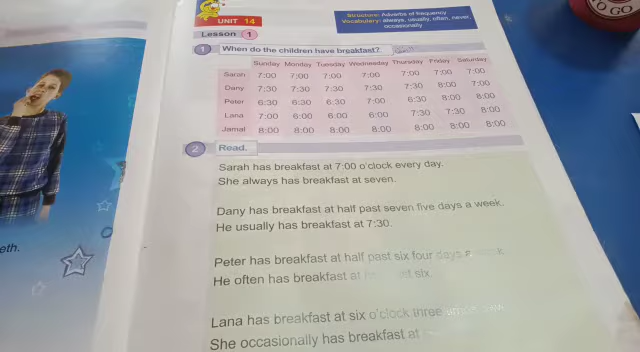 UNIT 14
Structure: Adverbs of frequency
Vocabulary: always, usually, often, never, occasionally
O GO
Lesson 1
1 When do the children have breakfast?
Sunday Monday Tuesday Wednesday Thursday Friday Saturday
Sarah 7:00 7:00 7:00 7:00 7:00 7:00 7:00
Dany 7:30 7:30 7:30 7:30 7:30 8:00 7:00
Peter 6:30 6:30 6:30 7:00 6:30 8:00 8:00
Lana 7:00 6:00 6:00 6:00 7:30 7:30 8:00
Jamal 8:00 8:00 8:00 8:00 8:00 8:00 8:00
2 Read.
Sarah has breakfast at 7:00 o'clock every day.
She always has breakfast at seven.
Dany has breakfast at half past seven five days a week.
He usually has breakfast at 7:30.
Peter has breakfast at half past six four days a
He often has breakfast at six.
Lana has breakfast at six o'clock three
She occasionally has breakfast at
eth.